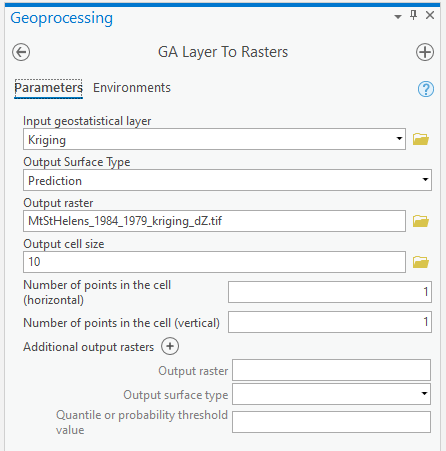 Geoprocessing
GA Layer To Rasters
Parameters Environments
Input geostatistical layer
Kriging
Output Surface Type
Prediction
Output raster
MtStHelens_1984_1979_kriging_dZ.tif
Output cell size
10
Number of points in the cell
(horizontal)
1
Number of points in the cell (vertical)
1
Additional output rasters
Output raster
Output surface type
Quantile or probability threshold
value